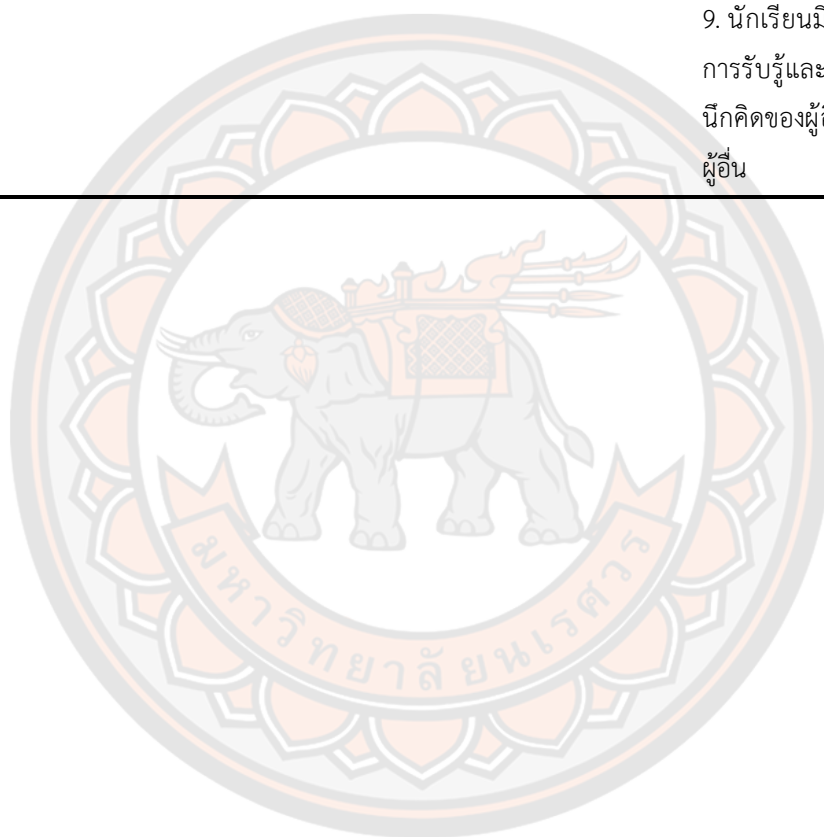 9. นักเรียนมี
การรับรู้และ
นึกคิดของ
ผู้อื่น
มหาวิทยาลัยนเรศวร